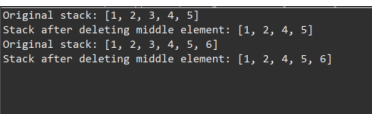 Original stack: [1, 2, 3, 4, 5]
Stack after deleting middle element: [1, 2, 4, 5]
Original stack: [1, 2, 3, 4, 5, 6]
Stack after deleting middle element: [1, 2, 4, 5, 6]